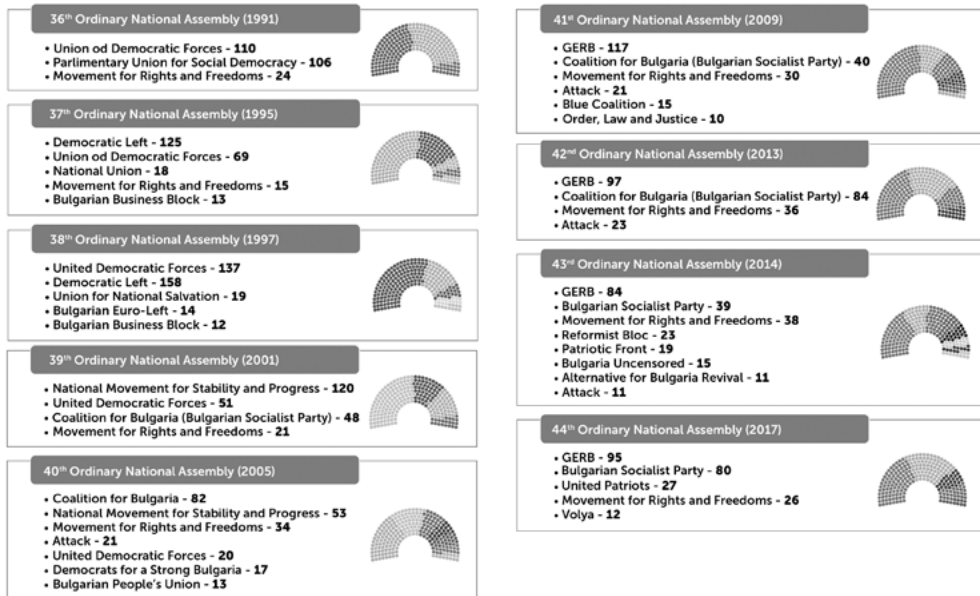 36th Ordinary National Assembly (1991)
• Union od Democratic Forces - 110
• Parlimentary Union for Social Democracy - 106
• Movement for Rights and Freedoms - 24
37th Ordinary National Assembly (1995)
• Democratic Left - 125
• Union od Democratic Forces - 69
• National Union - 18
• Movement for Rights and Freedoms - 15
• Bulgarian Business Block - 13
38th Ordinary National Assembly (1997)
• United Democratic Forces - 137
• Democratic Left - 158
• Union for National Salvation - 19
• Bulgarian Euro-Left - 14
• Bulgarian Business Block - 12
39th Ordinary National Assembly (2001)
• National Movement for Stability and Progress - 120
• United Democratic Forces - 51
• Coalition for Bulgaria (Bulgarian Socialist Party) - 48
• Movement for Rights and Freedoms - 21
40th Ordinary National Assembly (2005)
• Coalition for Bulgaria - 82
• National Movement for Stability and Progress - 53
• Movement for Rights and Freedoms - 34
• Attack - 21
• United Democratic Forces - 20
• Democrats for a Strong Bulgaria - 17
• Bulgarian People's Union - 13
41st Ordinary National Assembly (2009)
• GERB - 117
• Coalition for Bulgaria (Bulgarian Socialist Party) - 40
• Movement for Rights and Freedoms - 30
• Attack - 21
• Blue Coalition - 15
• Order, Law and Justice - 10
42nd Ordinary National Assembly (2013)
• GERB - 97
• Coalition for Bulgaria (Bulgarian Socialist Party) - 84
• Movement for Rights and Freedoms - 36
• Attack - 23
43rd Ordinary National Assembly (2014)
• GERB - 84
• Bulgarian Socialist Party - 39
• Movement for Rights and Freedoms - 38
• Reformist Bloc - 23
• Patriotic Front - 19
• Bulgaria Uncensored - 15
• Alternative for Bulgaria Revival - 11
• Attack - 11
44th Ordinary National Assembly (2017)
• GERB - 95
• Bulgarian Socialist Party - 80
• United Patriots - 27
• Movement for Rights and Freedoms - 26
• Volya - 12